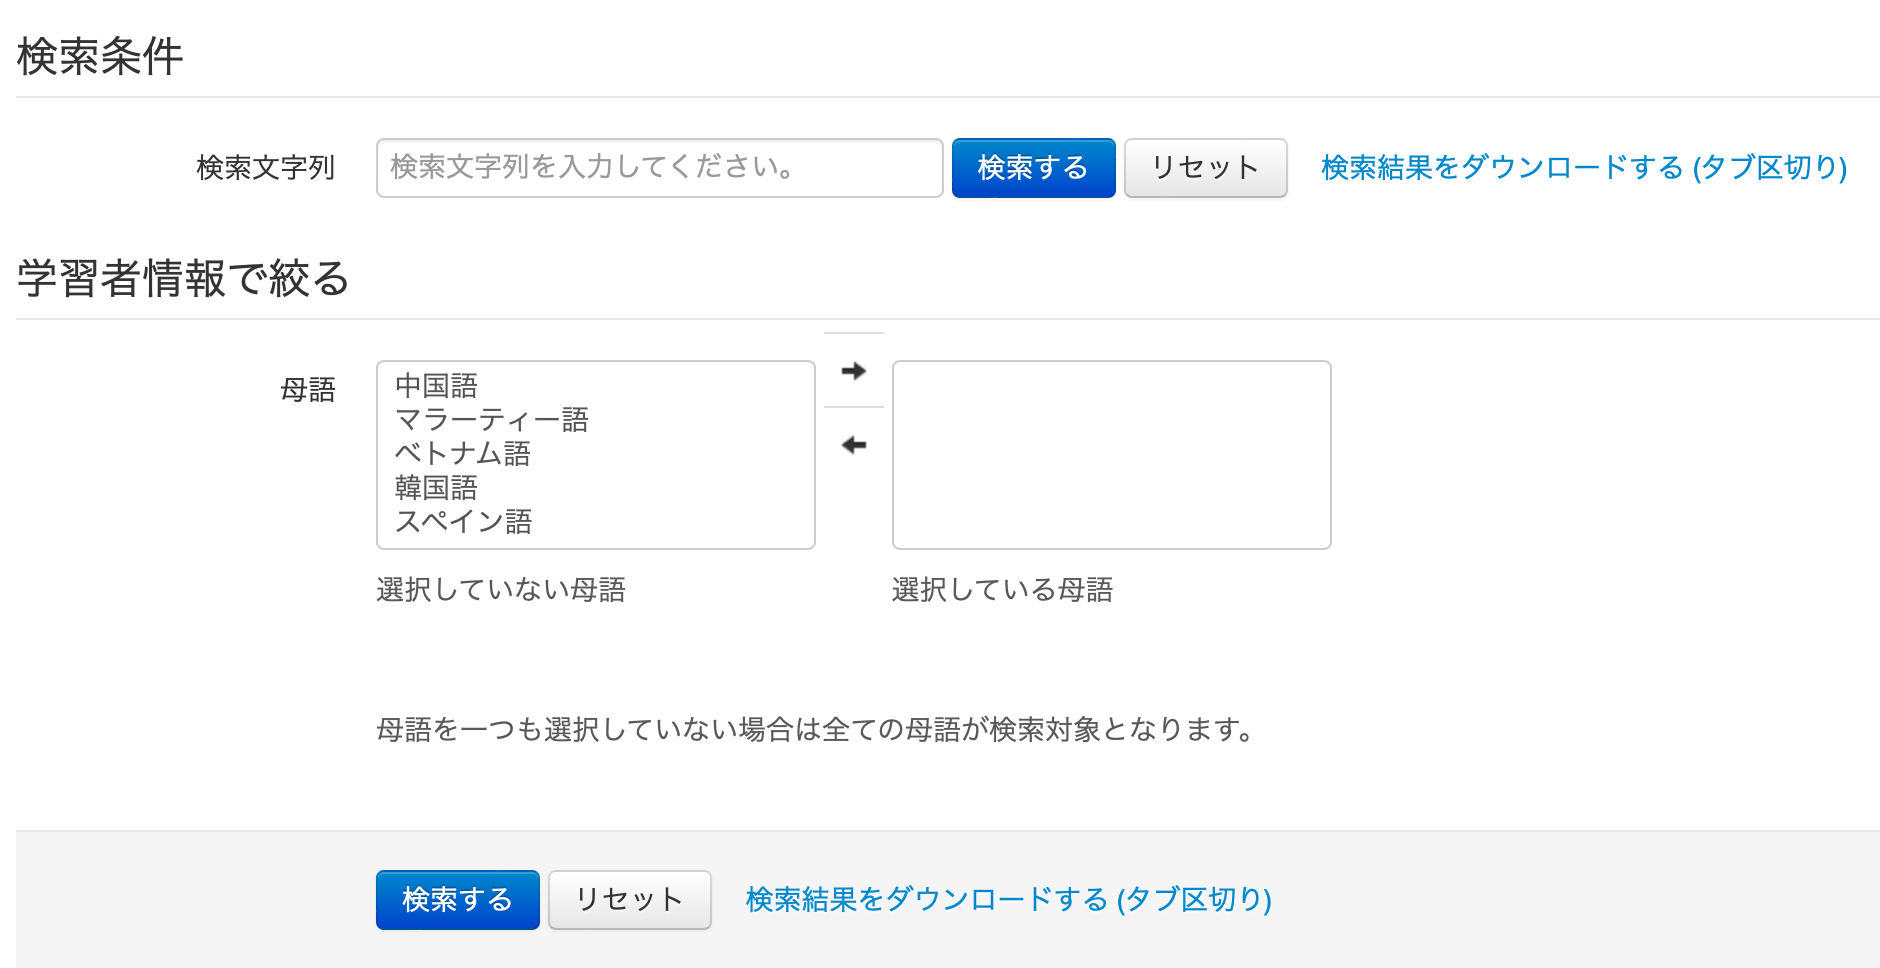 検索条件
検索文字列 検索文字列を入力してください。 検索する リセット 検索結果をダウンロードする (タブ区切り)
学習者情報で絞る
母語
中国語
マラーティー語
ベトナム語
韓国語
スペイン語
選択していない母語 選択している母語
母語を一つも選択していない場合は全ての母語が検索対象となります。
検索する リセット 検索結果をダウンロードする (タブ区切り)